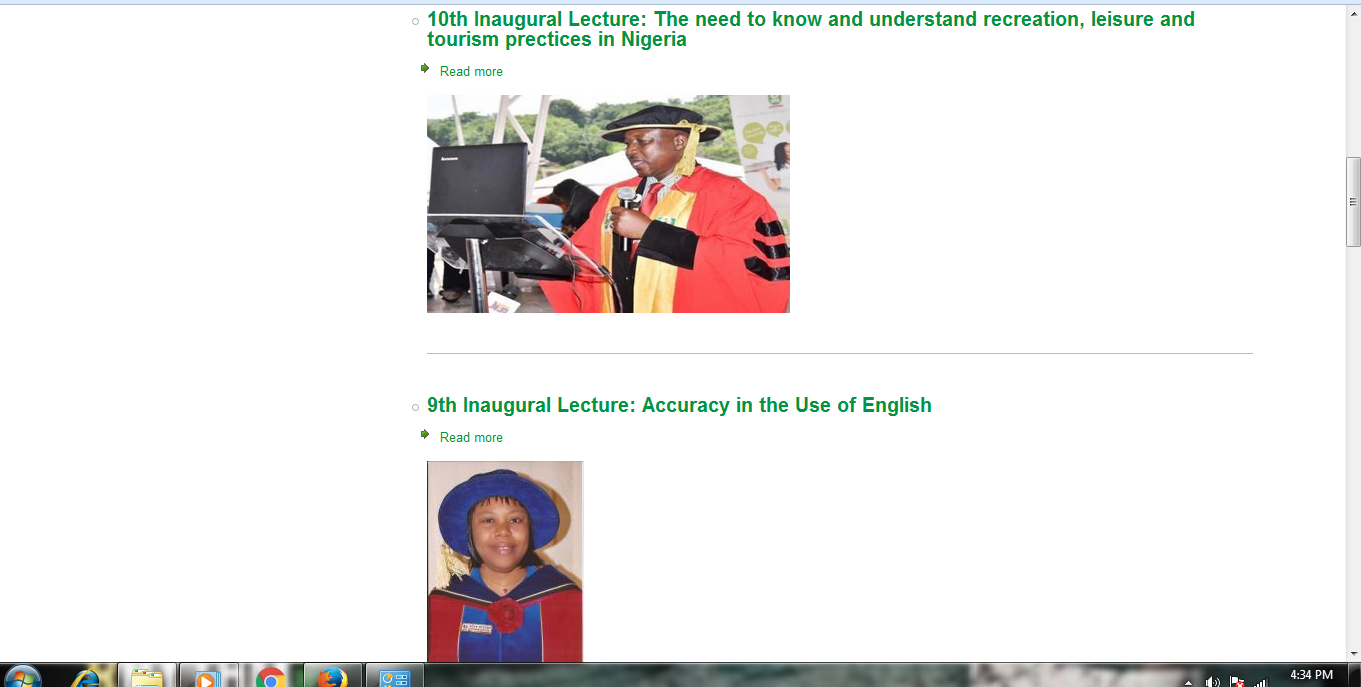 10th Inaugural Lecture: The need to know and understand recreation, leisure and
tourism prectices in Nigeria
Read more
lenovo
9th Inaugural Lecture: Accuracy in the Use of English
Read more
4:34 PM